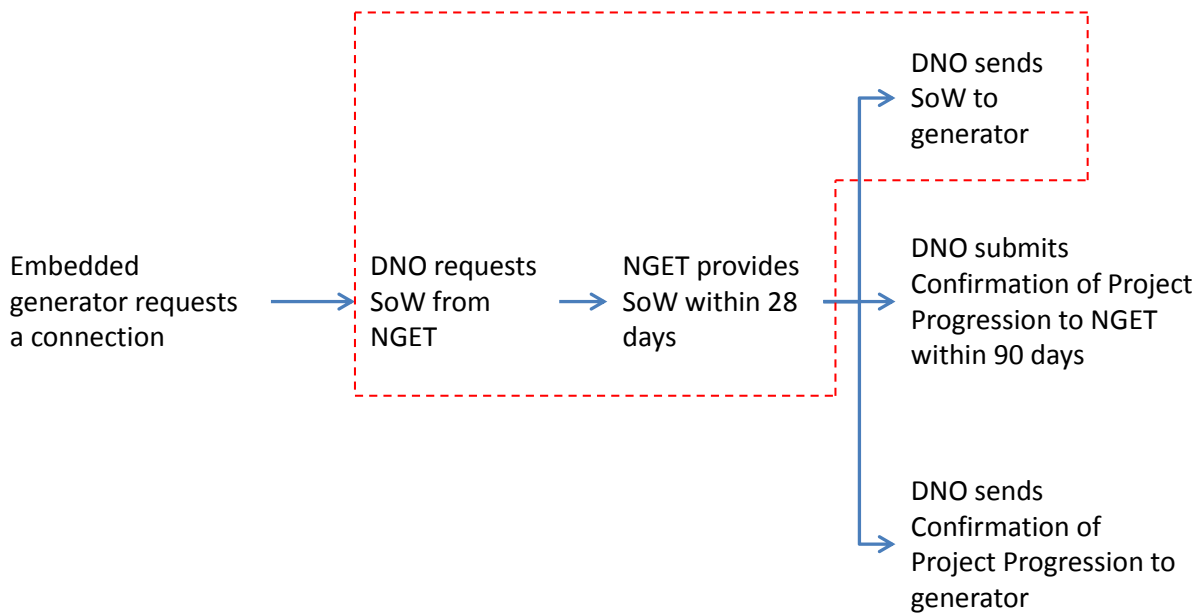 Embedded
generator requests
a connection
DNO requests
SoW from
NGET
NGET provides
SoW within 28
days
DNO sends
SoW to
generator
DNO submits
Confirmation of Project
Progression to NGET
within 90 days
DNO sends
Confirmation of
Project Progression to
generator